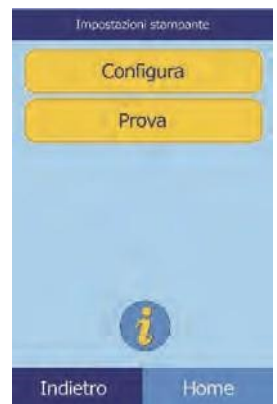 Impostazioni stampante
Configura
Prova
i
Indietro Home